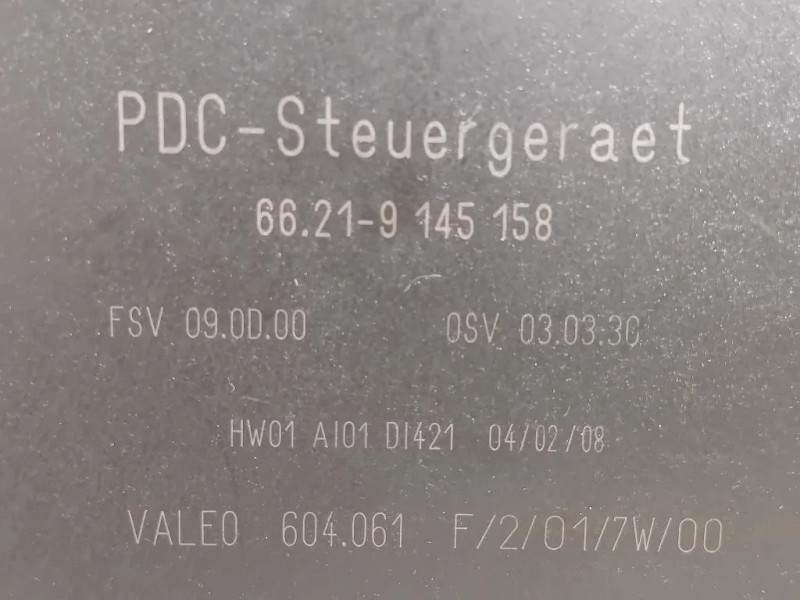 PDC-Steuergeraet
66.21-9 145 158
FSV 09.0D.00 OSV 03.03.30
HW01 AI01 DI421 04/02/08
VALEO 604.061 F/2/01/7W/00